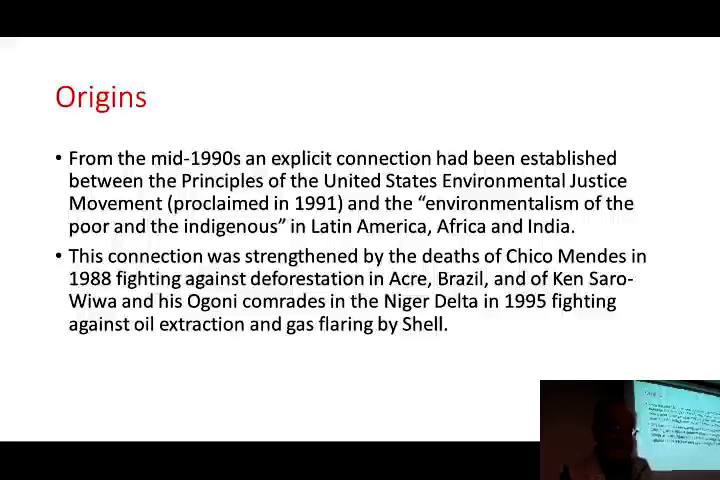 Origins
• From the mid-1990s an explicit connection had been established
between the Principles of the United States Environmental Justice
Movement (proclaimed in 1991) and the “environmentalism of the
poor and the indigenous” in Latin America, Africa and India.
• This connection was strengthened by the deaths of Chico Mendes in
1988 fighting against deforestation in Acre, Brazil, and of Ken Saro-
Wiwa and his Ogoni comrades in the Niger Delta in 1995 fighting
against oil extraction and gas flaring by Shell.